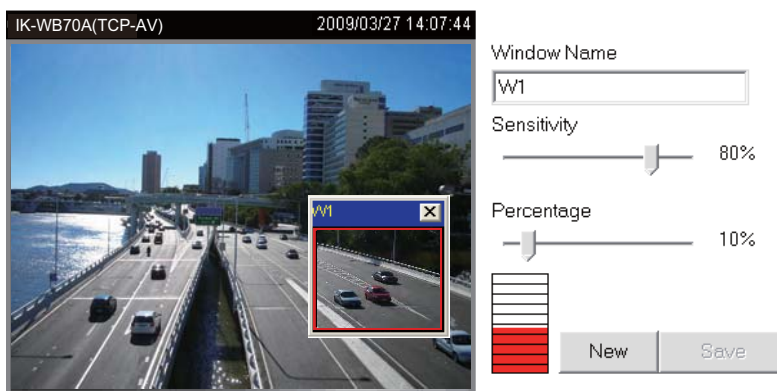 IK-WB70A(TCP-AV) 2009/03/27 14:07:44
Window Name
W1
Sensitivity
80%
W1
Percentage
10%
New
Save